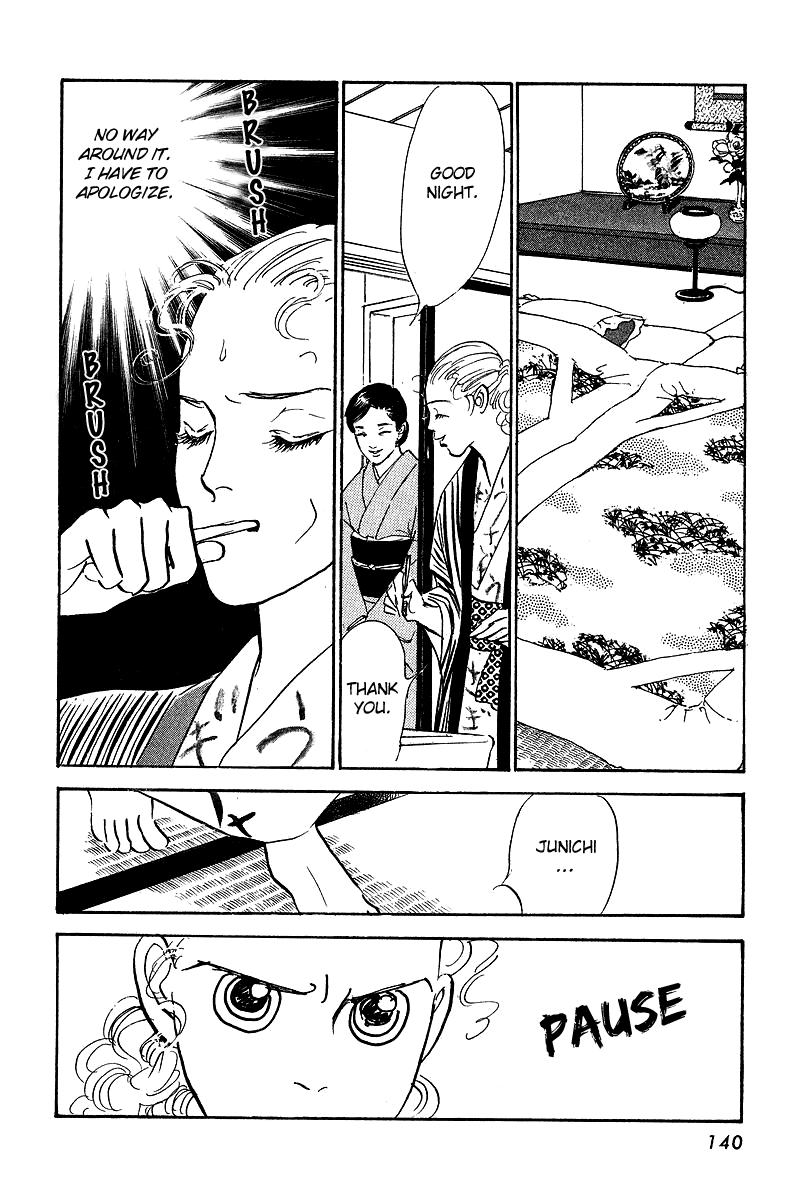 GOOD
NIGHT.
THANK
YOU.
BRUSH
NO WAY
AROUND IT.
I HAVE TO
APOLOGIZE.
BRUSH
JUNICHI
...
PAUSE
140